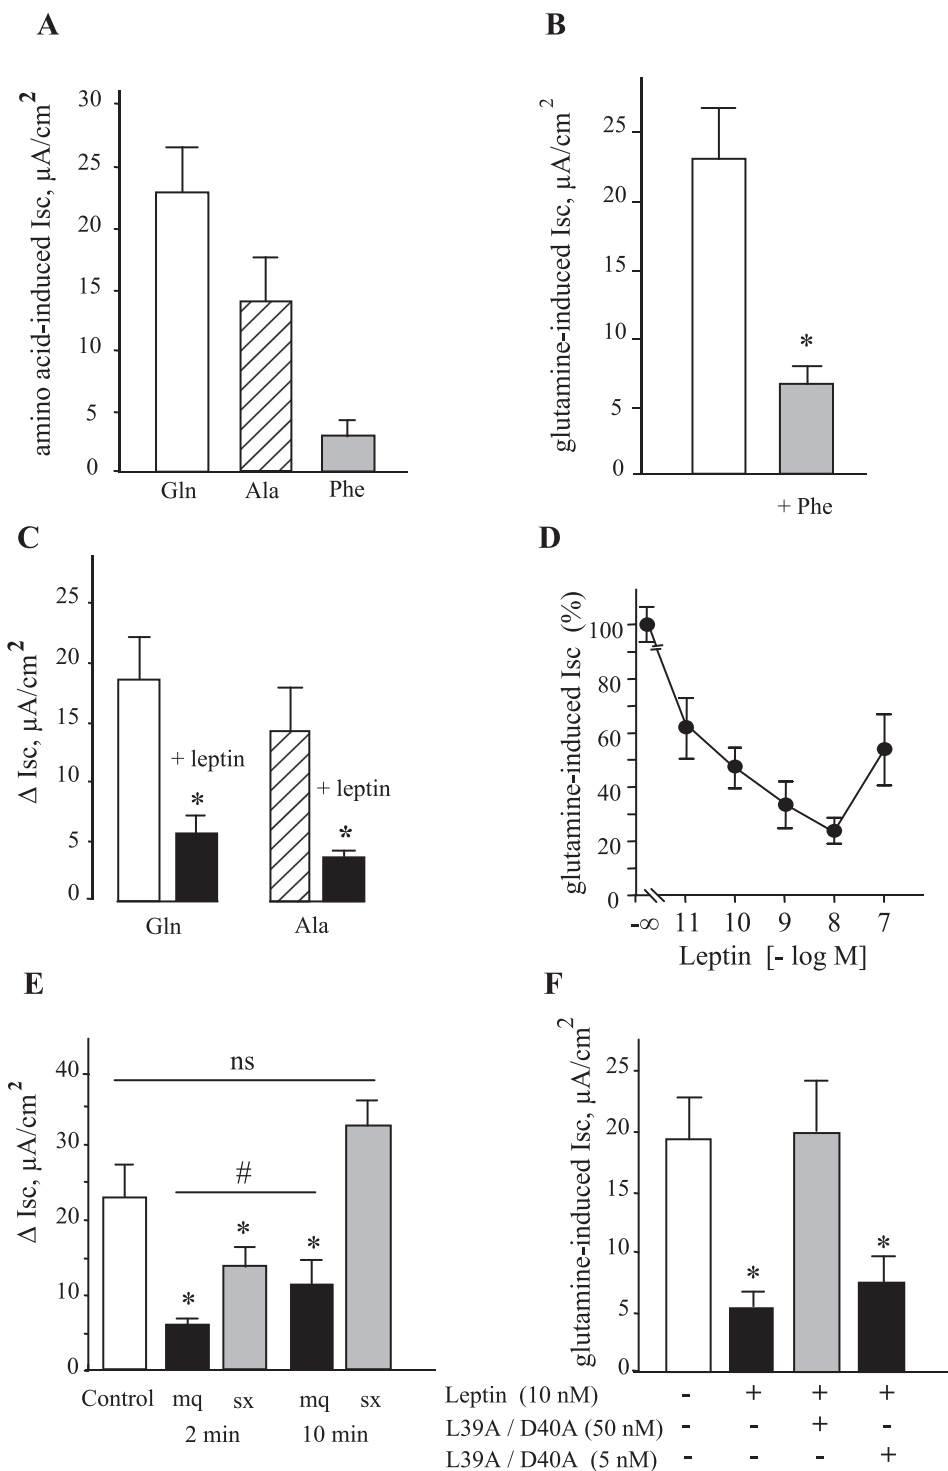 A
amino acid-induced Isc, µA/cm2
30
25
20
15
10
5
0
Gln Ala Phe
B
glutamine-induced Isc, µA/cm2
25
20
15
10
5
0
*
+ Phe
C
Δ Isc, µA/cm2
25
20
15
10
5
0
+ leptin
*
+ leptin
*
Gln Ala
D
glutamine-induced Isc (%)
100
80
60
40
20
0
-∞ 11 10 9 8 7
Leptin [- log M]
E
Δ Isc, µA/cm2
40
30
20
10
0
ns
#
* * *
Control mq sx mq sx
2 min 10 min
F
glutamine-induced Isc, µA/cm2
25
20
15
10
5
0
* *
Leptin (10 nM) - + + +
L39A / D40A (50 nM) - - + -
L39A / D40A (5 nM) - - - +